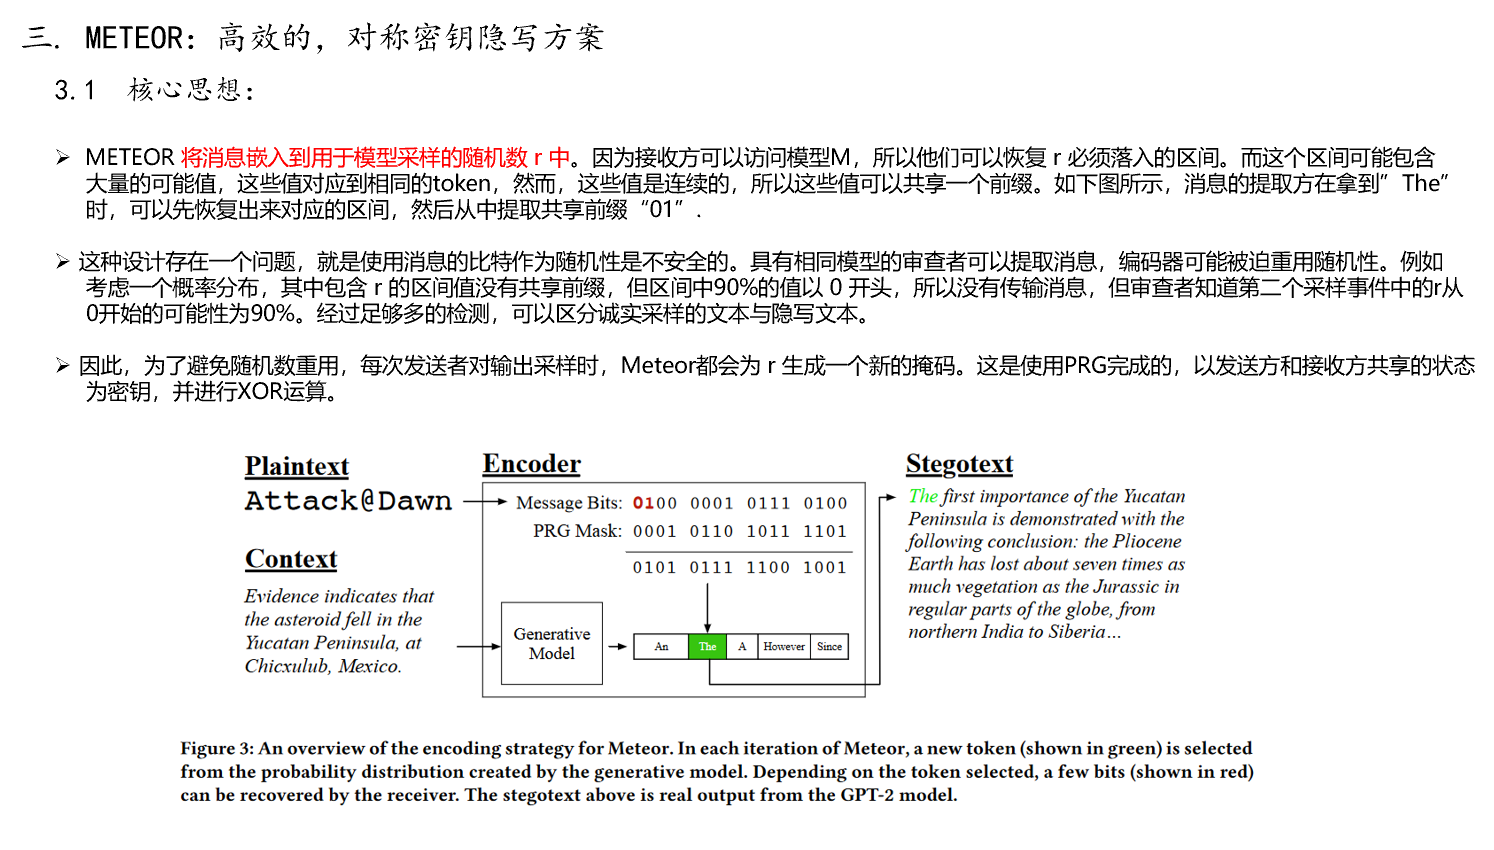 三. METEOR：高效的，对称密钥隐写方案
3.1 核心思想：
➢ METEOR 将消息嵌入到用于模型采样的随机数 r 中。因为接收方可以访问模型M，所以他们可以恢复 r 必须落入的区间。而这个区间可能包含
大量的可能值，这些值对应到相同的token，然而，这些值是连续的，所以这些值可以共享一个前缀。如下图所示，消息的提取方在拿到”The”
时，可以先恢复出来对应的区间，然后从中提取共享前缀“01”.
➢ 这种设计存在一个问题，就是使用消息的比特作为随机性是不安全的。具有相同模型的审查者可以提取消息，编码器可能被迫重用随机性。例如
考虑一个概率分布，其中包含 r 的区间值没有共享前缀，但区间中90%的值以 0 开头，所以没有传输消息，但审查者知道第二个采样事件中的r从
0开始的可能性为90%。经过足够多的检测，可以区分诚实采样的文本与隐写文本。
➢ 因此，为了避免随机数重用，每次发送者对输出采样时，Meteor都会为 r 生成一个新的掩码。这是使用PRG完成的，以发送方和接收方共享的状态
为密钥，并进行XOR运算。
Plaintext
Attack@Dawn
Context
Evidence indicates that
the asteroid fell in the
Yucatan Peninsula, at
Chicxulub, Mexico.
Encoder
Message Bits: 0100 0001 0111 0100
PRG Mask: 0001 0110 1011 1101
0101 0111 1100 1001
Generative
Model
An The A However Since
Stegotext
The first importance of the Yucatan
Peninsula is demonstrated with the
following conclusion: the Pliocene
Earth has lost about seven times as
much vegetation as the Jurassic in
regular parts of the globe, from
northern India to Siberia…
Figure 3: An overview of the encoding strategy for Meteor. In each iteration of Meteor, a new token (shown in green) is selected
from the probability distribution created by the generative model. Depending on the token selected, a few bits (shown in red)
can be recovered by the receiver. The stegotext above is real output from the GPT-2 model.